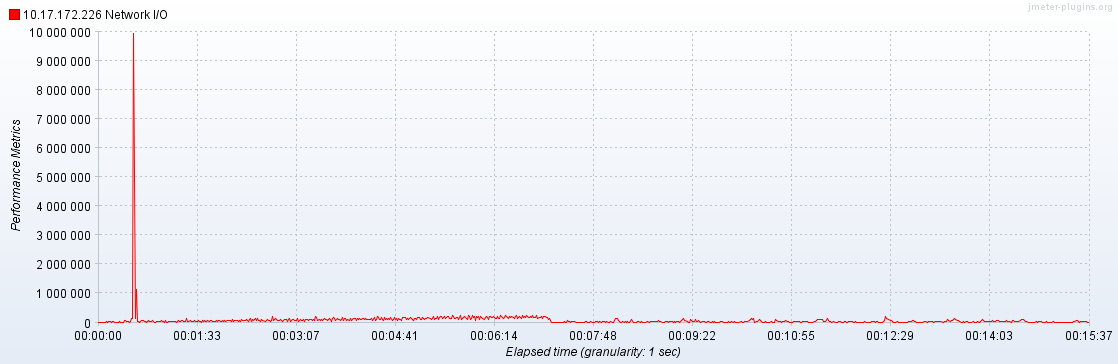 jmeter-plugins.org
10.17.172.226 Network I/O
10 000 000
9 000 000
8 000 000
7 000 000
6 000 000
5 000 000
4 000 000
3 000 000
2 000 000
1 000 000
0
Performance Metrics
00:00:00 00:01:33 00:03:07 00:04:41 00:06:14 00:07:48 00:09:22 00:10:55 00:12:29 00:14:03 00:15:37
Elapsed time (granularity: 1 sec)